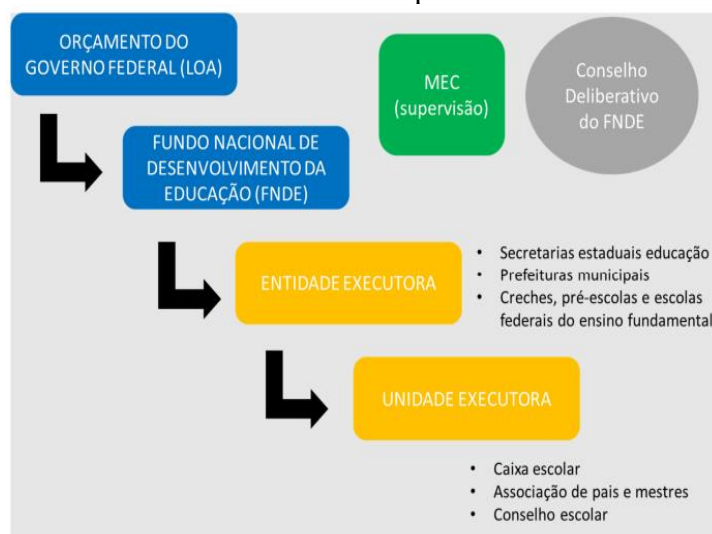 ORÇAMENTO DO
GOVERNO FEDERAL (LOA)
MEC
(supervisão)
Conselho
Deliberativo
do FNDE
FUNDO NACIONAL DE
DESENVOLVIMENTO DA
EDUCAÇÃO (FNDE)
ENTIDADE EXECUTORA
• Secretarias estaduais educação
• Prefeituras municipais
• Creches, pré-escolas e escolas
federais do ensino fundamental
UNIDADE EXECUTORA
• Caixa escolar
• Associação de pais e mestres
• Conselho escolar